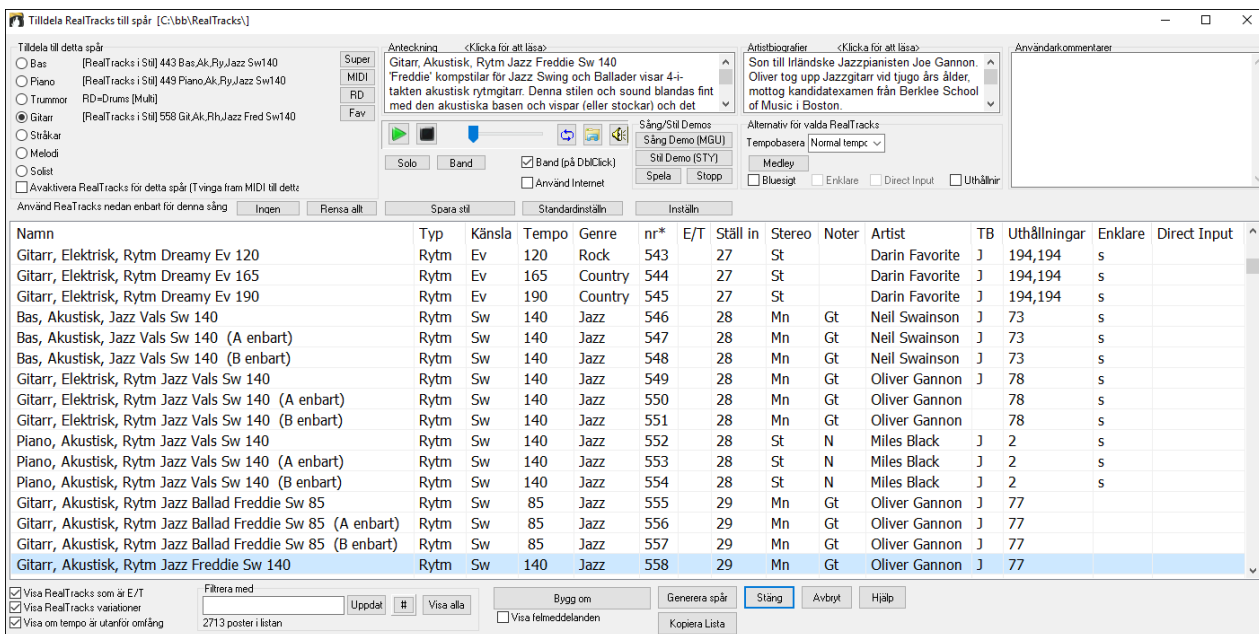 Tilldela RealTracks till spår [C:\bb\RealTracks\]
Tilldela till detta spår
Bas [RealTracks i Stil] 443 Bas,Ak,Ry,Jazz Sw140
Piano [RealTracks i Stil] 449 Piano,Ak,Ry,Jazz Sw140
Trummor RD=Drums [Multi]
Gitarr [RealTracks i Stil] 558 Git,Ak,Rh,Jazz Fred Sw140
Stråkar
Melodi
Solist
Avaktivera RealTracks för detta spår (Tvinga fram MIDI till detta
Super
MIDI
RD
Fav
Anteckning <Klicka för att läsa>
Gitarr, Akustisk, Rytm Jazz Freddie Sw 140
'Freddie' kompstilar för Jazz Swing och Ballader visar 4-i-
takten akustisk rytmgitarr. Denna stilen och sound blandas fint
med den akustiska basen och vispar (eller stockar) och det
Solo Band
Band (på DblClick)
Använd Internet
Sång/Stil Demos
Sång Demo (MGU)
Stil Demo (STY)
Spela Stopp
Artistbiografier <Klicka för att läsa>
Son till Irländske Jazzpianisten Joe Gannon.
Oliver tog upp Jazzgitarr vid tjugo års ålder,
mottog kandidatexamen från Berklee School
of Music i Boston.
Alternativ för valda RealTracks
Tempobasera Normal tempc
Medley
Bluesigt Enklare Direct Input Uthållnir
Användarkommentarer
Använd ReaTracks nedan enbart för denna sång Ingen Rensa allt Spara stil Standardinställn Inställn
Namn Typ Känsla Tempo Genre nr* E/T Ställ in Stereo Noter Artist TB Uthållningar Enklare Direct Input
Gitarr, Elektrisk, Rytm Dreamy Ev 120 Rytm Ev 120 Rock 543 27 St Darin Favorite J 194,194 s
Gitarr, Elektrisk, Rytm Dreamy Ev 165 Rytm Ev 165 Country 544 27 St Darin Favorite J 194,194 s
Gitarr, Elektrisk, Rytm Dreamy Ev 190 Rytm Ev 190 Country 545 27 St Darin Favorite J 194,194 s
Bas, Akustisk, Jazz Vals Sw 140 Rytm Sw 140 Jazz 546 28 Mn Gt Neil Swainson J 73 s
Bas, Akustisk, Jazz Vals Sw 140 (A enbart) Rytm Sw 140 Jazz 547 28 Mn Gt Neil Swainson J 73 s
Bas, Akustisk, Jazz Vals Sw 140 (B enbart) Rytm Sw 140 Jazz 548 28 Mn Gt Neil Swainson J 73 s
Gitarr, Elektrisk, Rytm Jazz Vals Sw 140 Rytm Sw 140 Jazz 549 28 Mn Gt Oliver Gannon J 78 s
Gitarr, Elektrisk, Rytm Jazz Vals Sw 140 (A enbart) Rytm Sw 140 Jazz 550 28 Mn Gt Oliver Gannon 78 s
Gitarr, Elektrisk, Rytm Jazz Vals Sw 140 (B enbart) Rytm Sw 140 Jazz 551 28 Mn Gt Oliver Gannon 78 s
Piano, Akustisk, Rytm Jazz Vals Sw 140 Rytm Sw 140 Jazz 552 28 St N Miles Black J 2 s
Piano, Akustisk, Rytm Jazz Vals Sw 140 (A enbart) Rytm Sw 140 Jazz 553 28 St N Miles Black J 2 s
Piano, Akustisk, Rytm Jazz Vals Sw 140 (B enbart) Rytm Sw 140 Jazz 554 28 St N Miles Black J 2 s
Gitarr, Akustisk, Rytm Jazz Ballad Freddie Sw 85 Rytm Sw 85 Jazz 555 29 Mn Gt Oliver Gannon J 77
Gitarr, Akustisk, Rytm Jazz Ballad Freddie Sw 85 (A enbart) Rytm Sw 85 Jazz 556 29 Mn Gt Oliver Gannon J 77
Gitarr, Akustisk, Rytm Jazz Ballad Freddie Sw 85 (B enbart) Rytm Sw 85 Jazz 557 29 Mn Gt Oliver Gannon J 77
Gitarr, Akustisk, Rytm Jazz Freddie Sw 140 Rytm Sw 140 Jazz 558 29 Mn Gt Oliver Gannon J 77
Visa RealTracks som är E/T
Visa RealTracks variationer
Visa om tempo är utanför omfång
Filtrera med
Uppdat # Visa alla
2713 poster i listan
Bygg om
Visa felmeddelanden
Generera spår Stäng Avbryt Hjälp
Kopiera Lista